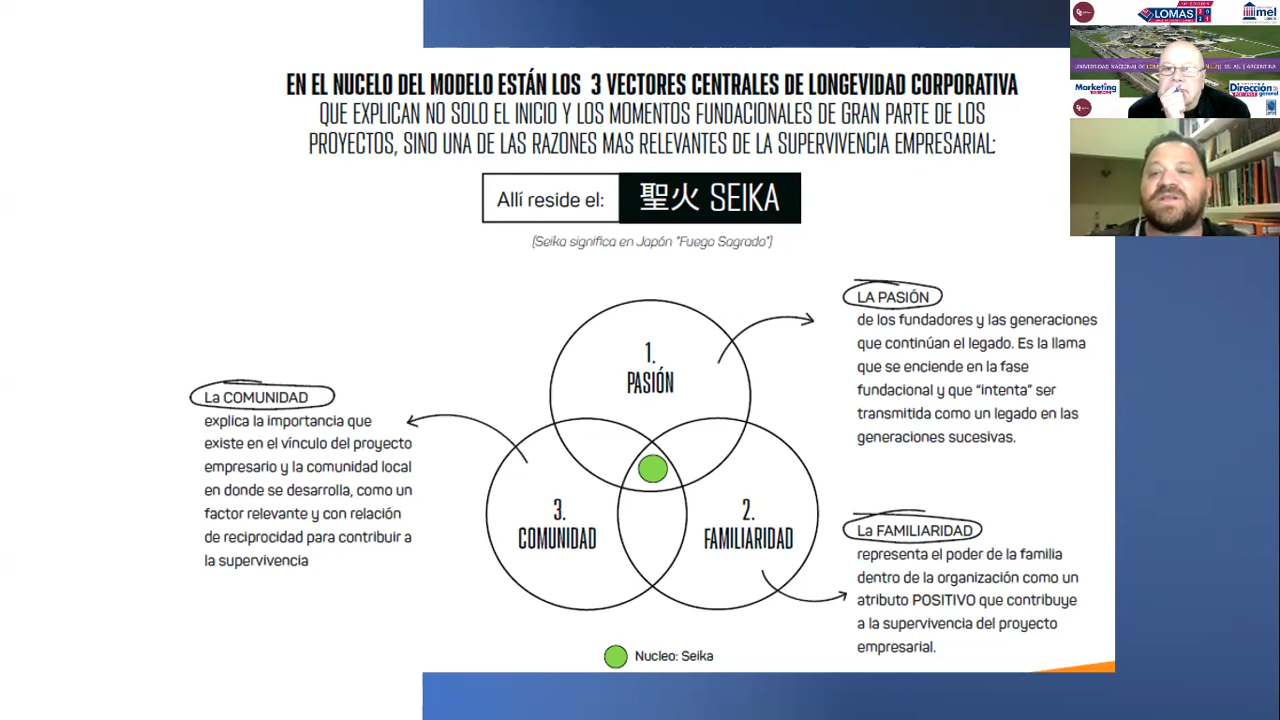 EN EL NUCELO DEL MODELO ESTÁN LOS 3 VECTORES CENTRALES DE LONGEVIDAD CORPORATIVA
QUE EXPLICAN NO SOLO EL INICIO Y LOS MOMENTOS FUNDACIONALES DE GRAN PARTE DE LOS
PROYECTOS, SINO UNA DE LAS RAZONES MAS RELEVANTES DE LA SUPERVIVENCIA EMPRESARIAL:
Allí reside el: 聖火 SEIKA
(Seika significa en Japón "Fuego Sagrado")
LA PASIÓN
de los fundadores y las generaciones
que continúan el legado. Es la llama
que se enciende en la fase
fundacional y que "intenta" ser
transmitida como un legado en las
generaciones sucesivas.
1.
PASIÓN
La COMUNIDAD
explica la importancia que
existe en el vínculo del proyecto
empresario y la comunidad local
en donde se desarrolla, como un
factor relevante y con relación
de reciprocidad para contribuir a
la supervivencia
3.
COMUNIDAD
2.
FAMILIARIDAD
La FAMILIARIDAD
representa el poder de la familia
dentro de la organización como un
atributo POSITIVO que contribuye
a la supervivencia del proyecto
empresarial.
Nucleo: Seika
LOMAS
imel
UNIVERSIDAD NACIONAL DE
ARGENTINA
Marketing
Dirección
general